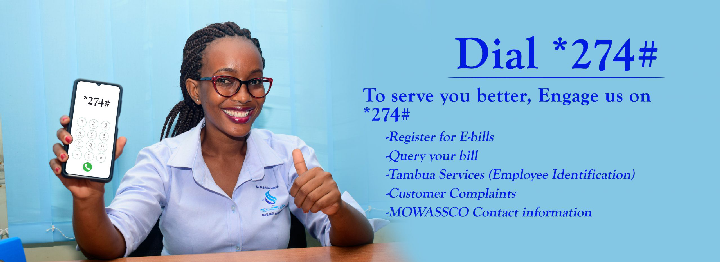 Dial *274#
To serve you better, Engage us on
*274#
-Register for E-bills
-Query your bill
-Tambua Services (Employee Identification)
-Customer Complaints
-MOWASSCO Contact information
*274#